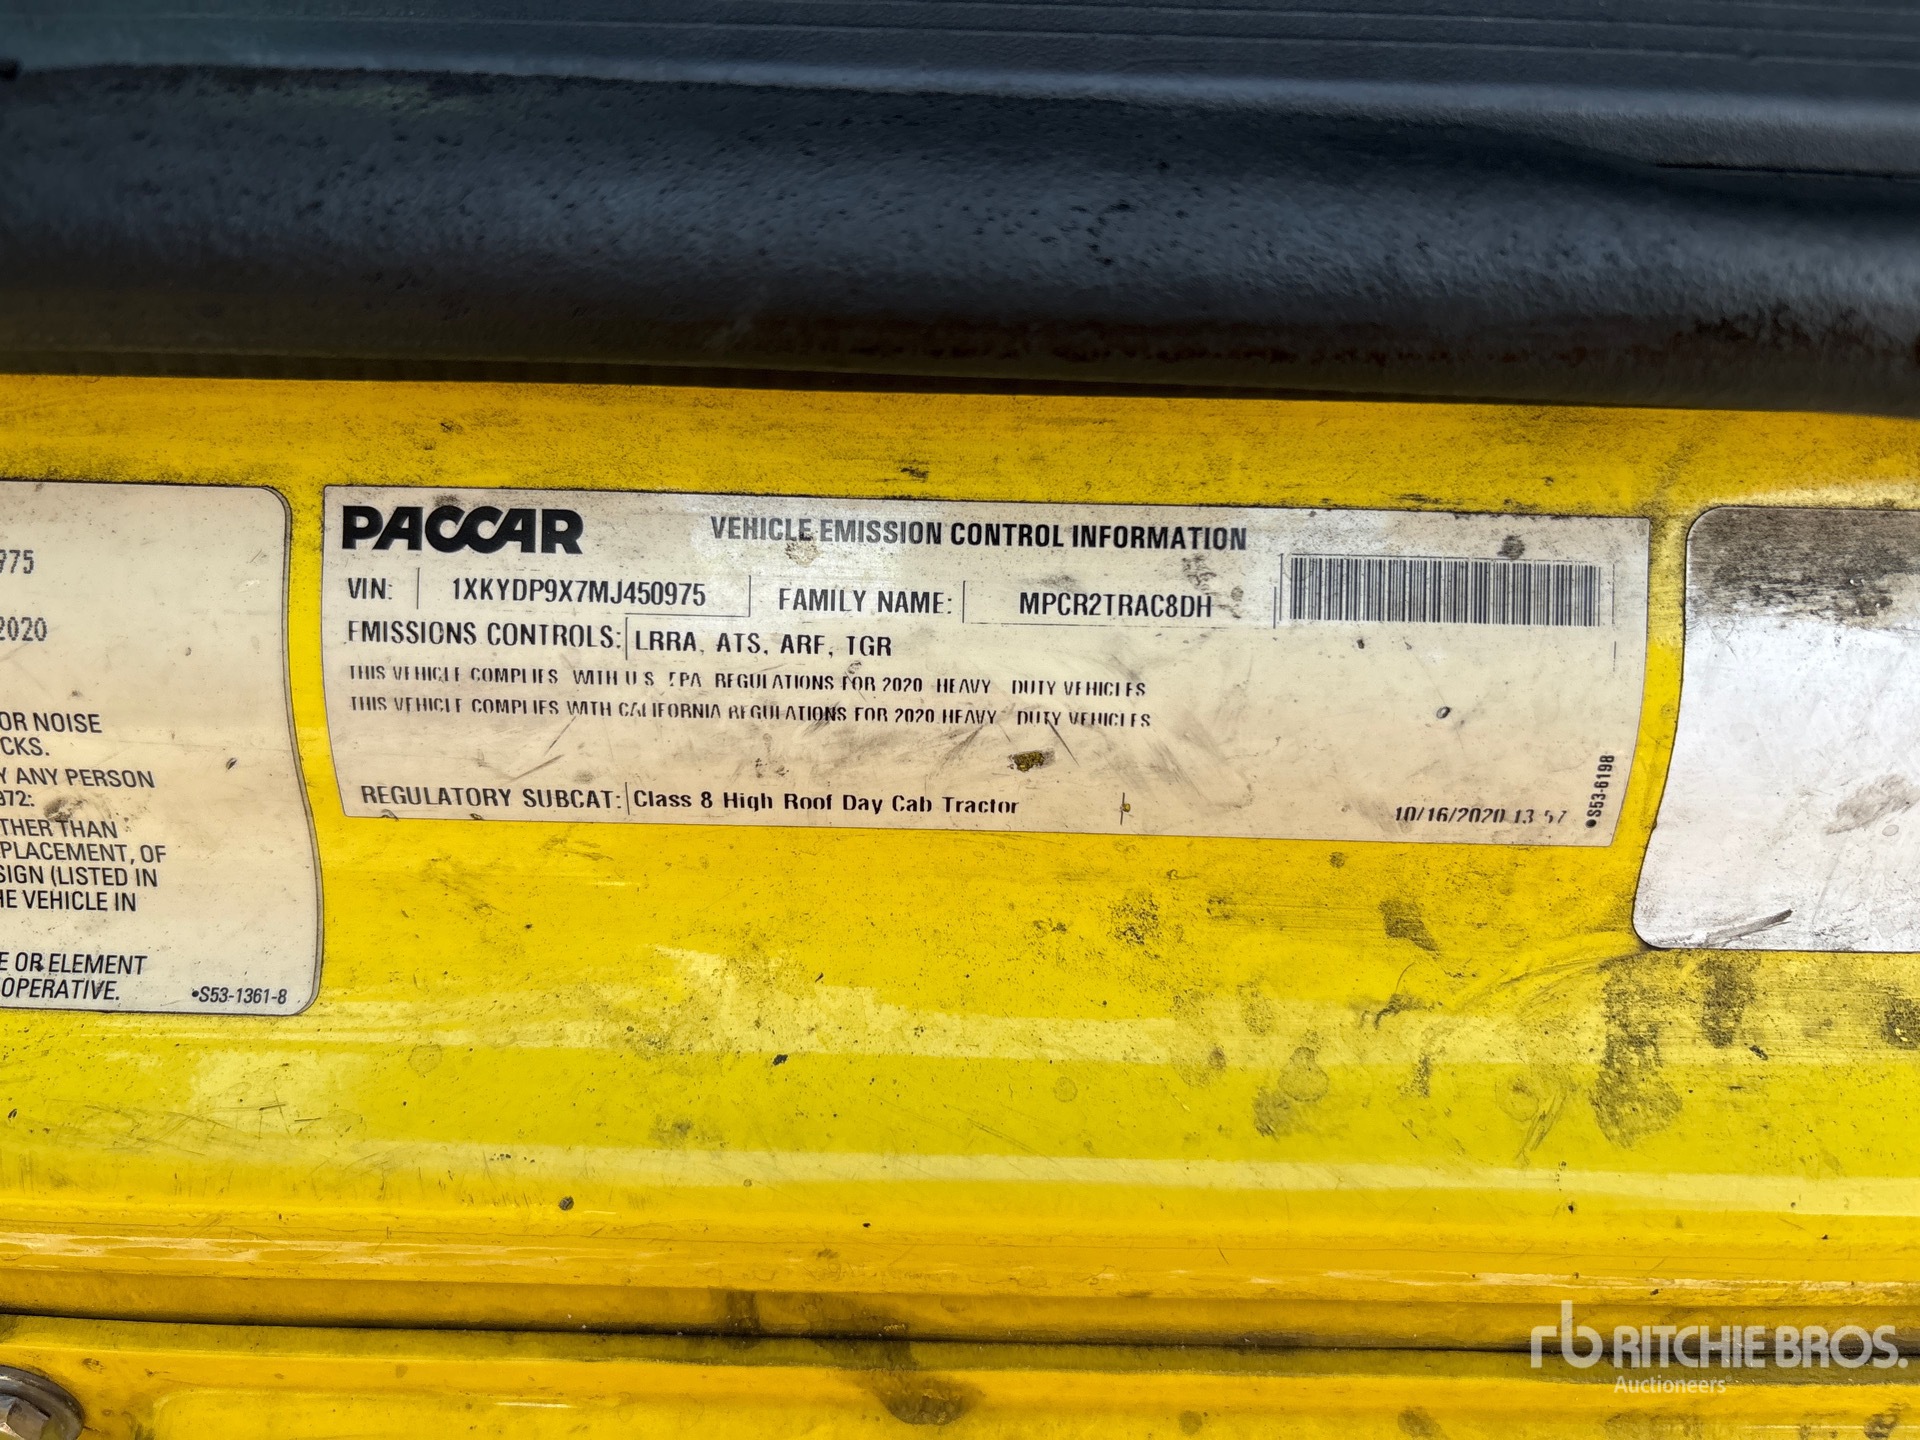 975
2020
OR NOISE
CKS.
Y ANY PERSON
972:
THER THAN
PLACEMENT, OF
SIGN (LISTED IN
HE VEHICLE IN
E OR ELEMENT
OPERATIVE.
•S53-1361-8
PACCAR VEHICLE EMISSION CONTROL INFORMATION
VIN: 1XKYDP9X7MJ450975 FAMILY NAME: MPCR2TRAC8DH
EMISSIONS CONTROLS: LRRA, ATS, ARF, TGR
THIS VEHICLE COMPLIES WITH U.S. EPA REGULATIONS FOR 2020 HEAVY DUTY VEHICLES
THIS VEHICLE COMPLIES WITH CALIFORNIA REGULATIONS FOR 2020 HEAVY DUTY VEHICLES
REGULATORY SUBCAT: Class 8 High Roof Day Cab Tractor
10/16/2020 13:57
•S53-6198
rb RITCHIE BROS.
Auctioneers